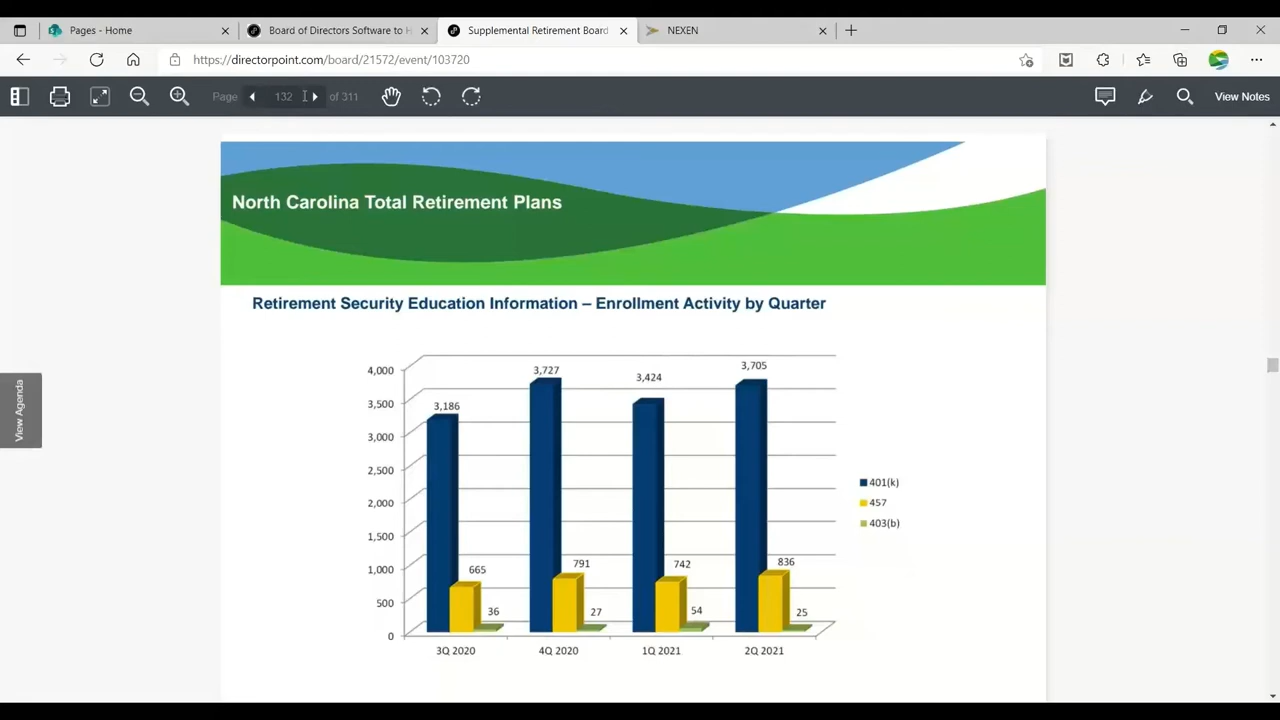 Pages - Home
Board of Directors Software to H
Supplemental Retirement Board
NEXEN
https://directorpoint.com/board/21572/event/103720
Page 132 of 311
View Notes
North Carolina Total Retirement Plans
Retirement Security Education Information – Enrollment Activity by Quarter
View Agenda
4,000
3,500
3,000
2,500
2,000
1,500
1,000
500
0
3,186
3,727
3,424
3,705
665
791
742
836
36
27
54
25
401(k)
457
403(b)
3Q 2020
4Q 2020
1Q 2021
2Q 2021